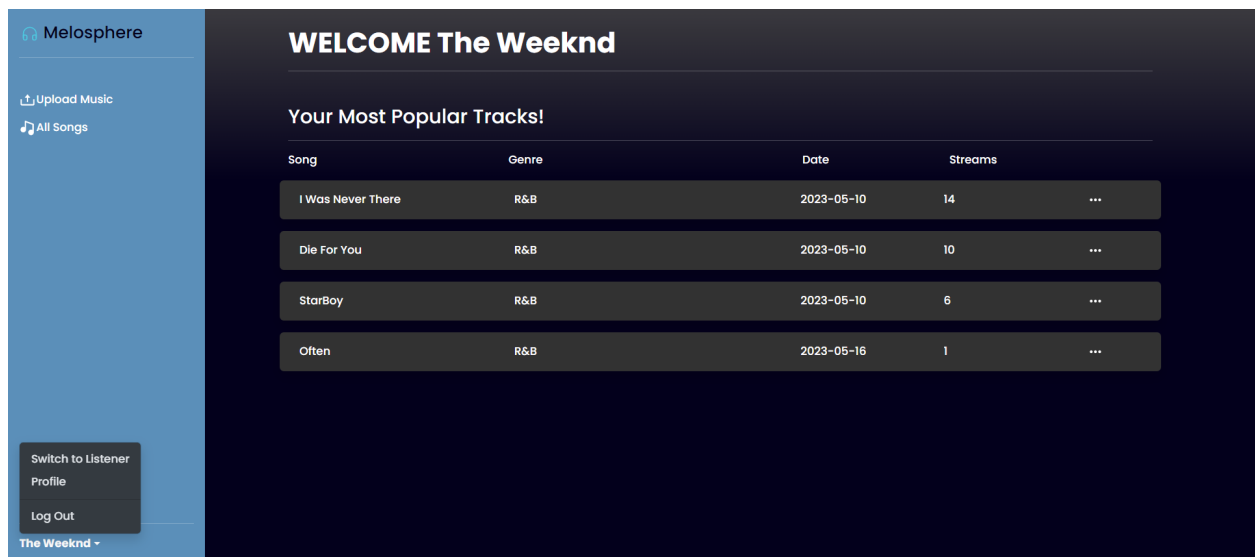 Melosphere
Upload Music
All Songs
Switch to Listener
Profile
Log Out
The Weeknd
WELCOME The Weeknd
Your Most Popular Tracks!
Song Genre Date Streams
I Was Never There R&B 2023-05-10 14 •••
Die For You R&B 2023-05-10 10 •••
StarBoy R&B 2023-05-10 6 •••
Often R&B 2023-05-16 1 •••